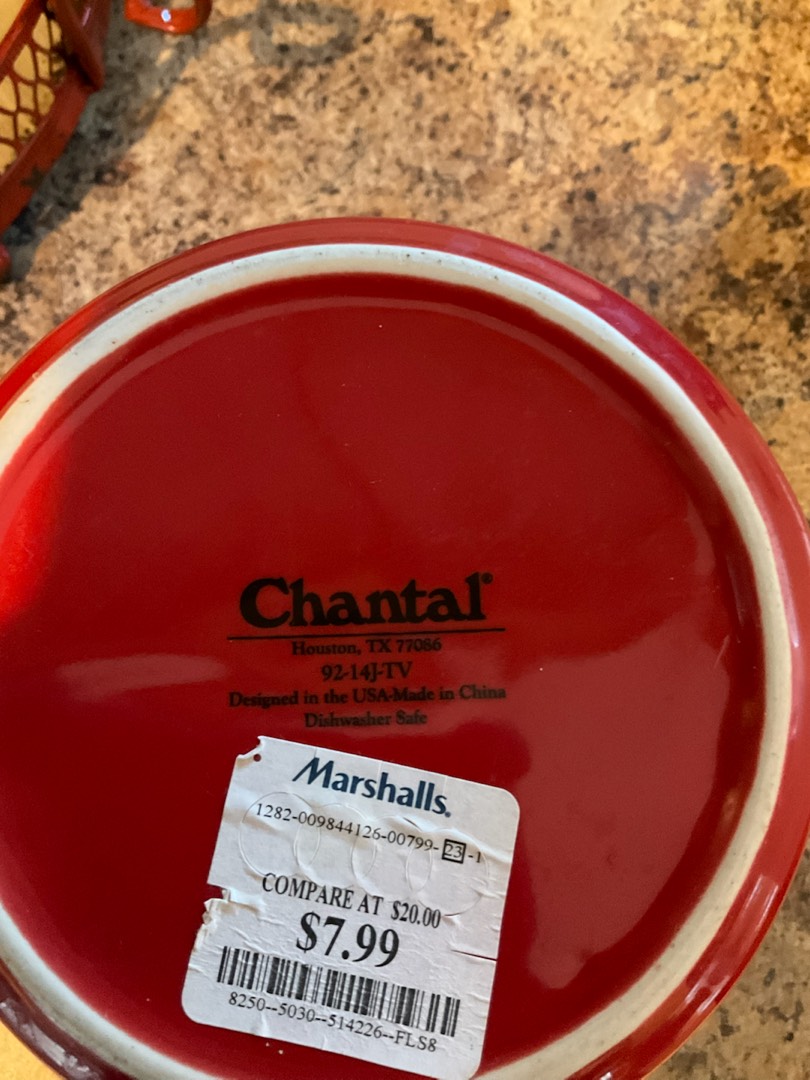 Chantal®
Houston, TX 77086
92-14J-TV
Designed in the USA-Made in China
Dishwasher Safe
Marshalls.
1282-009844126-00799-23-1
COMPARE AT $20.00
$7.99
8250--5030--514226--FLS8